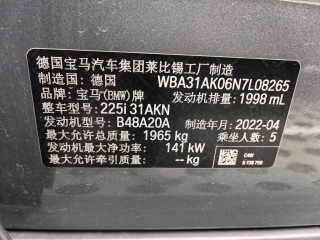 德国宝马汽车集团莱比锡工厂制造
制造国：德国 WBA31AK06N7L08265
品牌：宝马(BMW)牌 发动机排量：1998 mL
整车型号：225i 31AKN
发动机型号：B48A20A 制造年月：2022-04
最大允许总质量：1965 kg 乘坐人数：5
发动机最大净功率：141 kW
最大允许牵引质量：-- kg